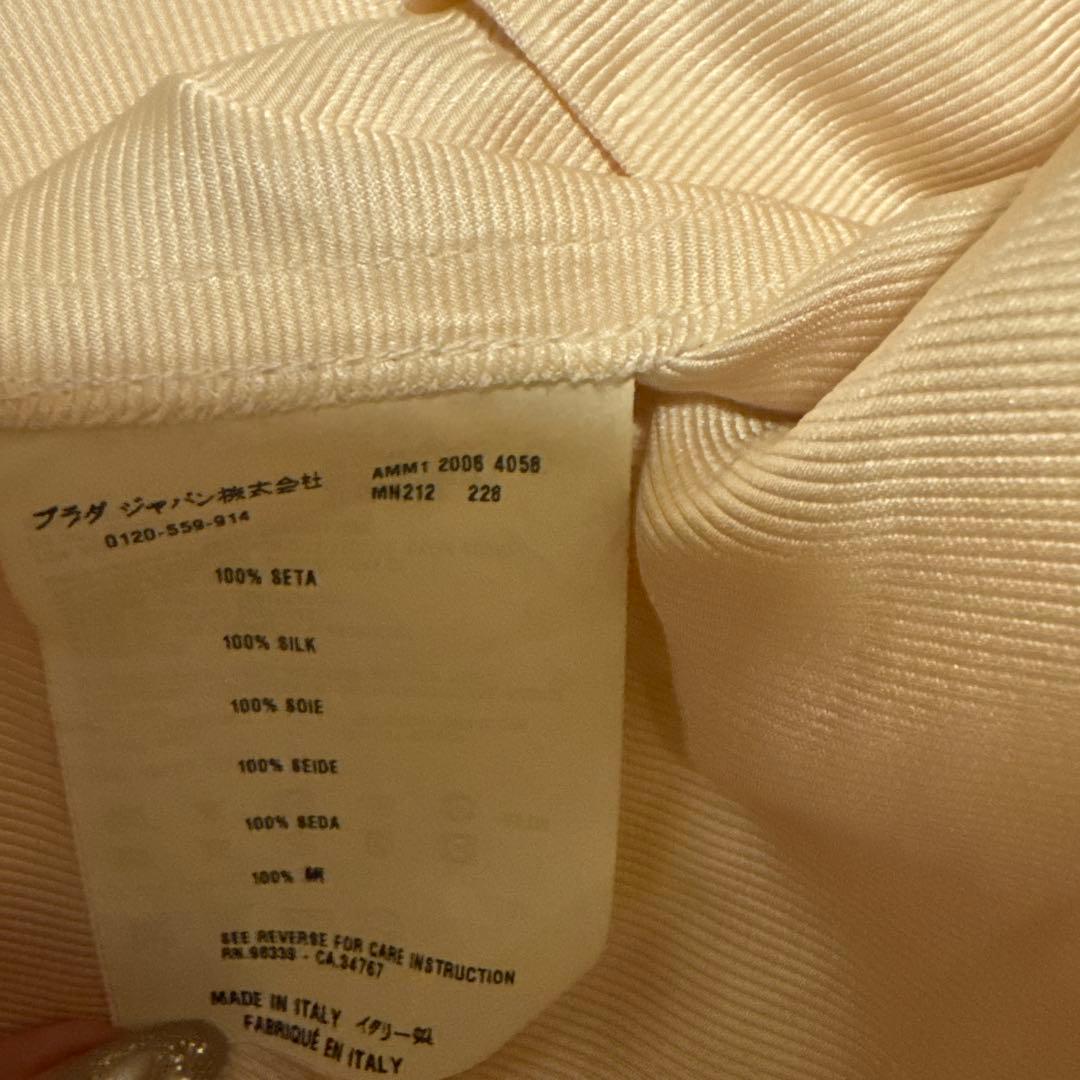 プラダ ジャパン株式会社
0120-559-914
AMM1 2006 4058
MN212 228
100% SETA
100% SILK
100% SOIE
100% SEIDE
100% SEDA
100% 絹
SEE REVERSE FOR CARE INSTRUCTION
RN.96339 - CA.34767
MADE IN ITALY イタリー製
FABRIQUÉ EN ITALY